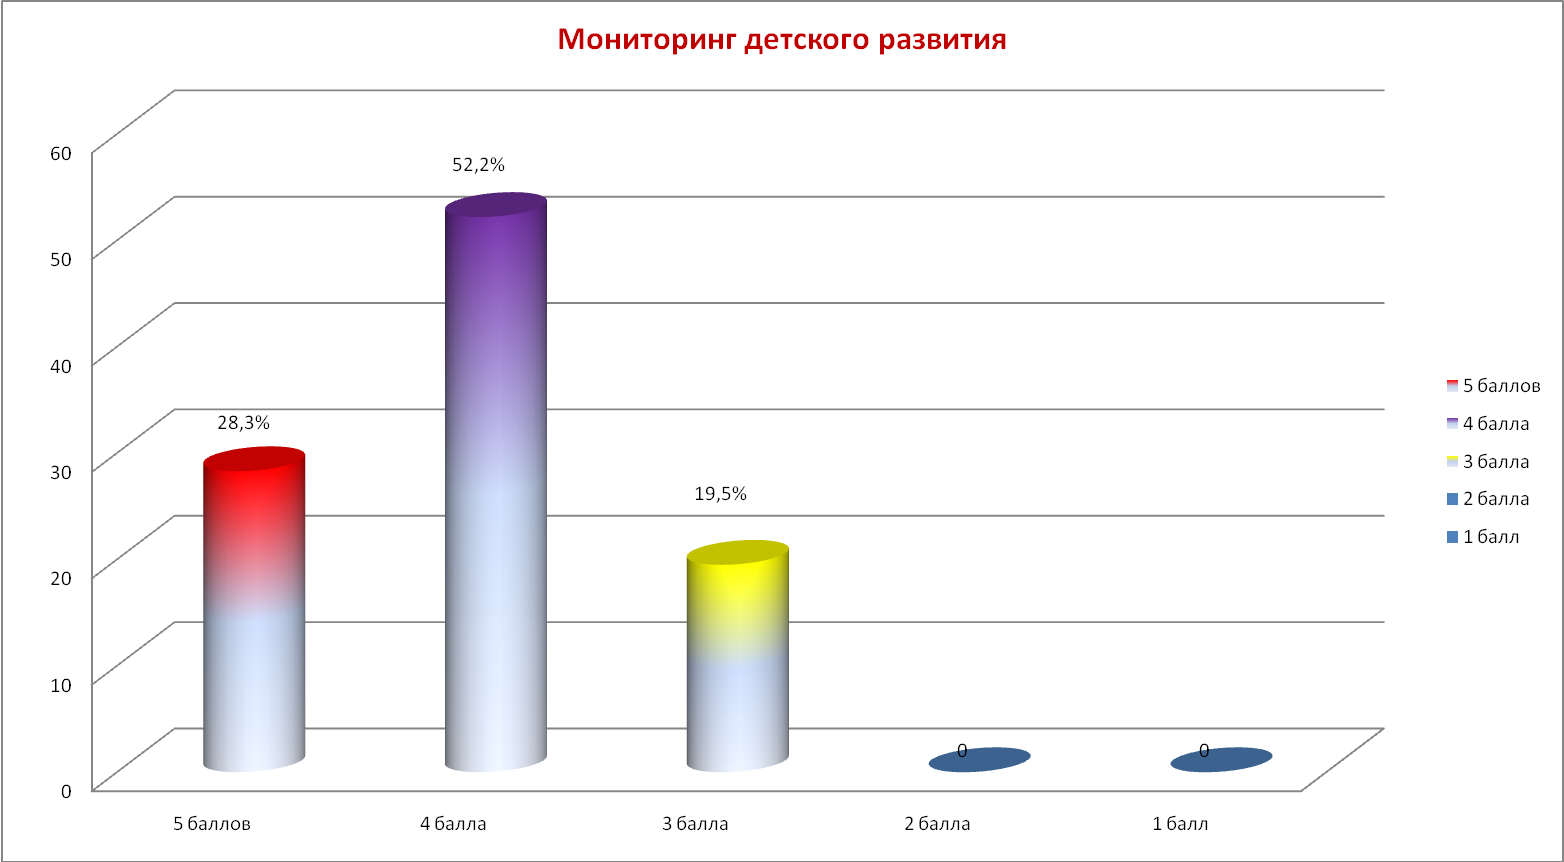 Мониторинг детского развития
60
50
40
30
20
10
0
28,3%
52,2%
19,5%
0
0
5 баллов
4 балла
3 балла
2 балла
1 балл
5 баллов
4 балла
3 балла
2 балла
1 балл